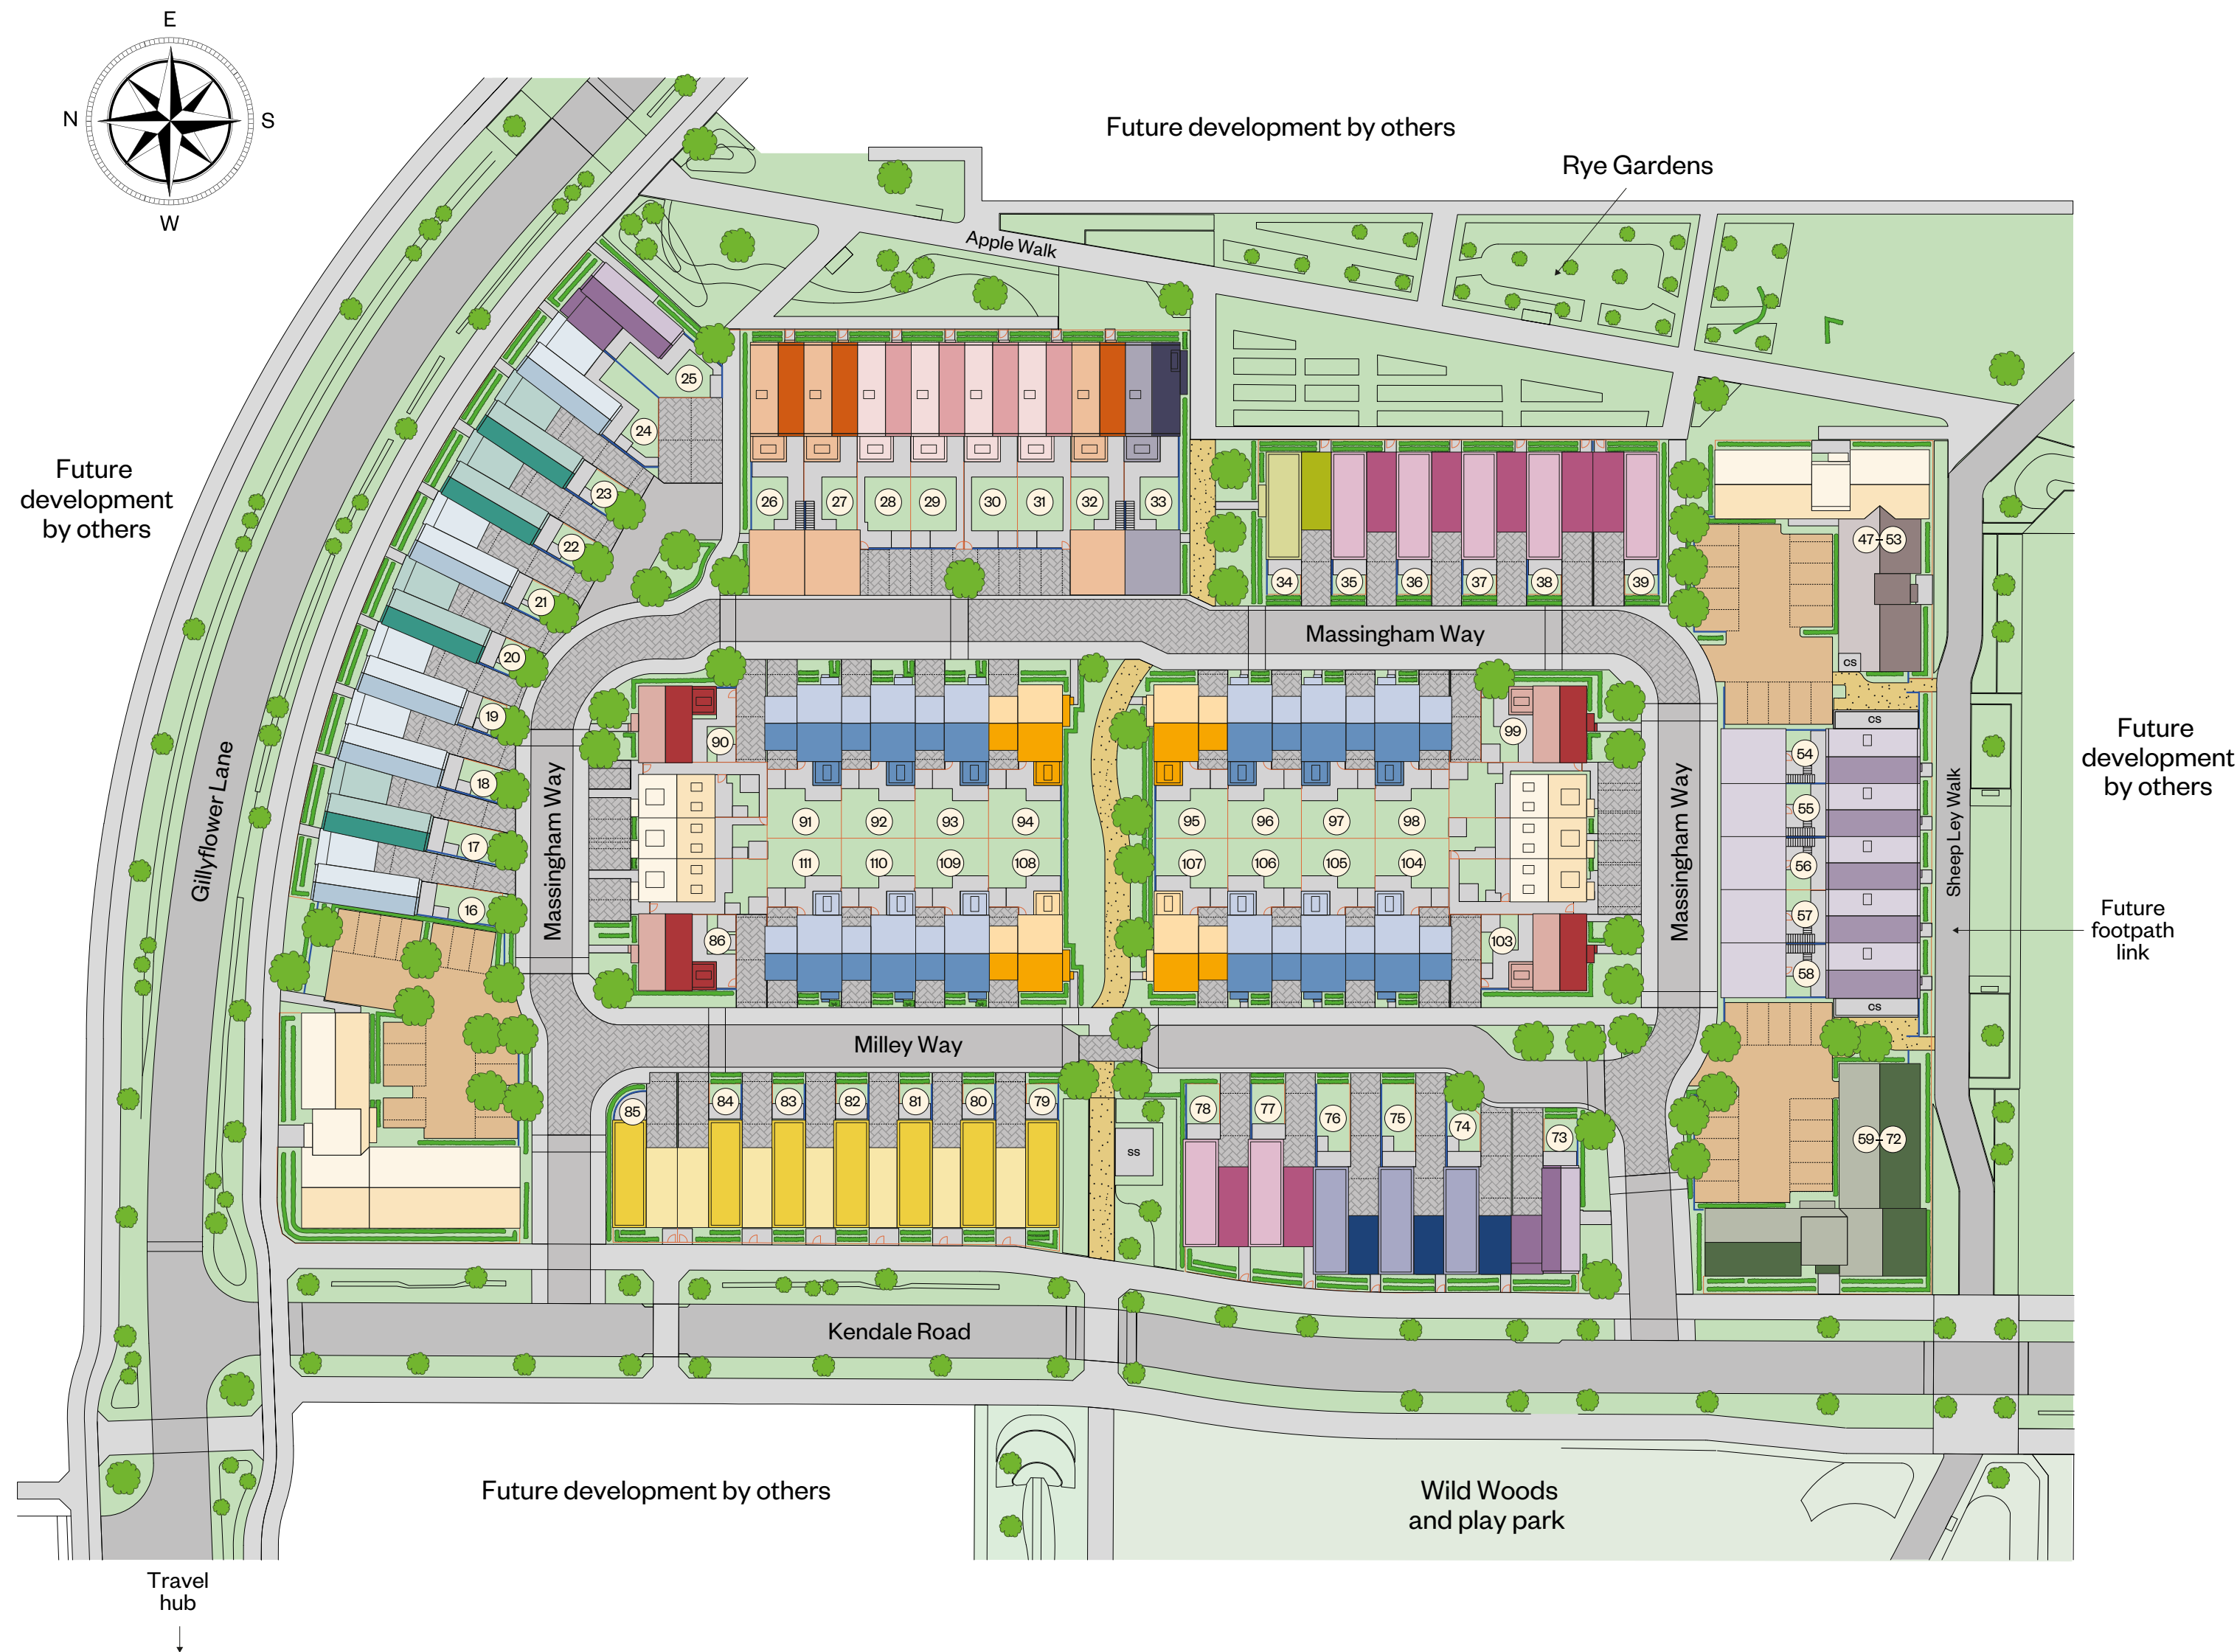 E
N
S
W
Future development by others
Rye Gardens
Apple Walk
Future
development
by others
25
24
23
22
21
20
19
18
17
16
26
27
28
29
30
31
32
33
34
35
36
37
38
39
47-53
cs
Massingham Way
Gillyflower Lane
Massingham Way
90
91
92
93
94
95
96
97
98
99
86
111
110
109
108
107
106
105
104
103
Massingham Way
cs
54
55
56
57
58
cs
Sheep Ley Walk
Future
development
by others
Future
footpath
link
Milley Way
85
84
83
82
81
80
79
ss
78
77
76
75
74
73
59-72
Kendale Road
Future development by others
Wild Woods
and play park
Travel
hub